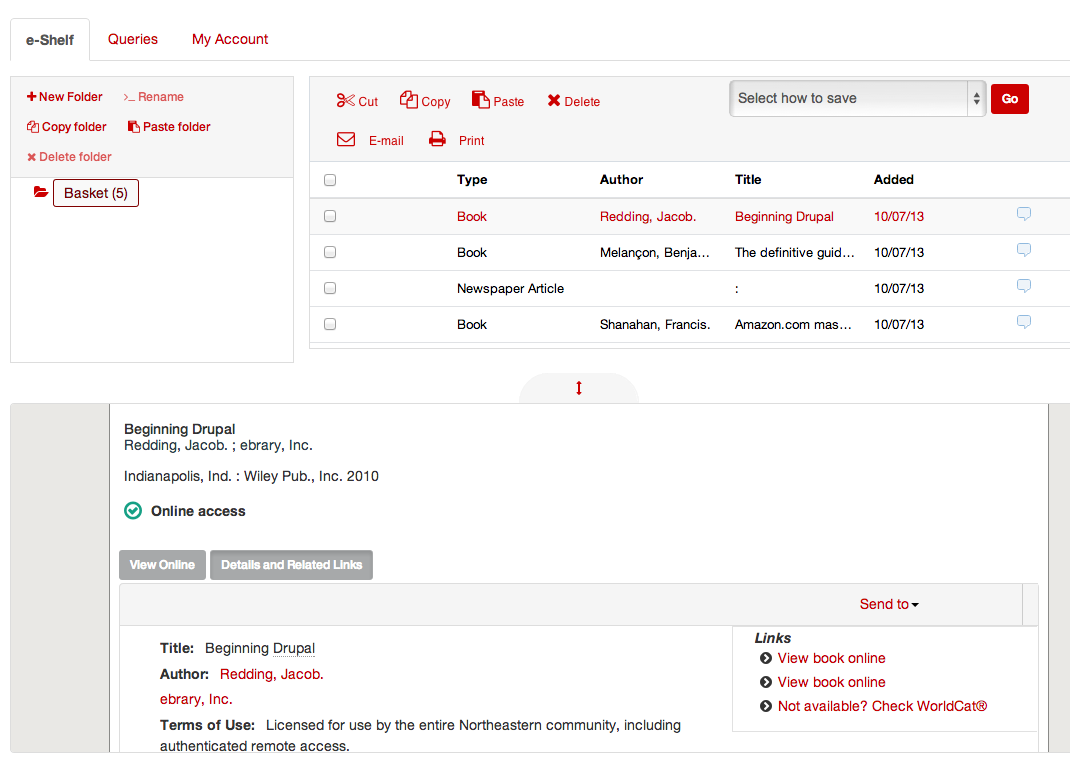 e-Shelf Queries My Account
New Folder Rename
Copy folder Paste folder
Delete folder
Basket (5)
Cut Copy Paste Delete
E-mail Print
Select how to save Go
Type Author Title Added
Book Redding, Jacob. Beginning Drupal 10/07/13
Book Melançon, Benja... The definitive guid... 10/07/13
Newspaper Article : 10/07/13
Book Shanahan, Francis. Amazon.com mas... 10/07/13
Beginning Drupal
Redding, Jacob. ; ebrary, Inc.
Indianapolis, Ind. : Wiley Pub., Inc. 2010
Online access
View Online Details and Related Links
Send to
Title: Beginning Drupal
Author: Redding, Jacob.
ebrary, Inc.
Terms of Use: Licensed for use by the entire Northeastern community, including
authenticated remote access.
Links
View book online
View book online
Not available? Check WorldCat®